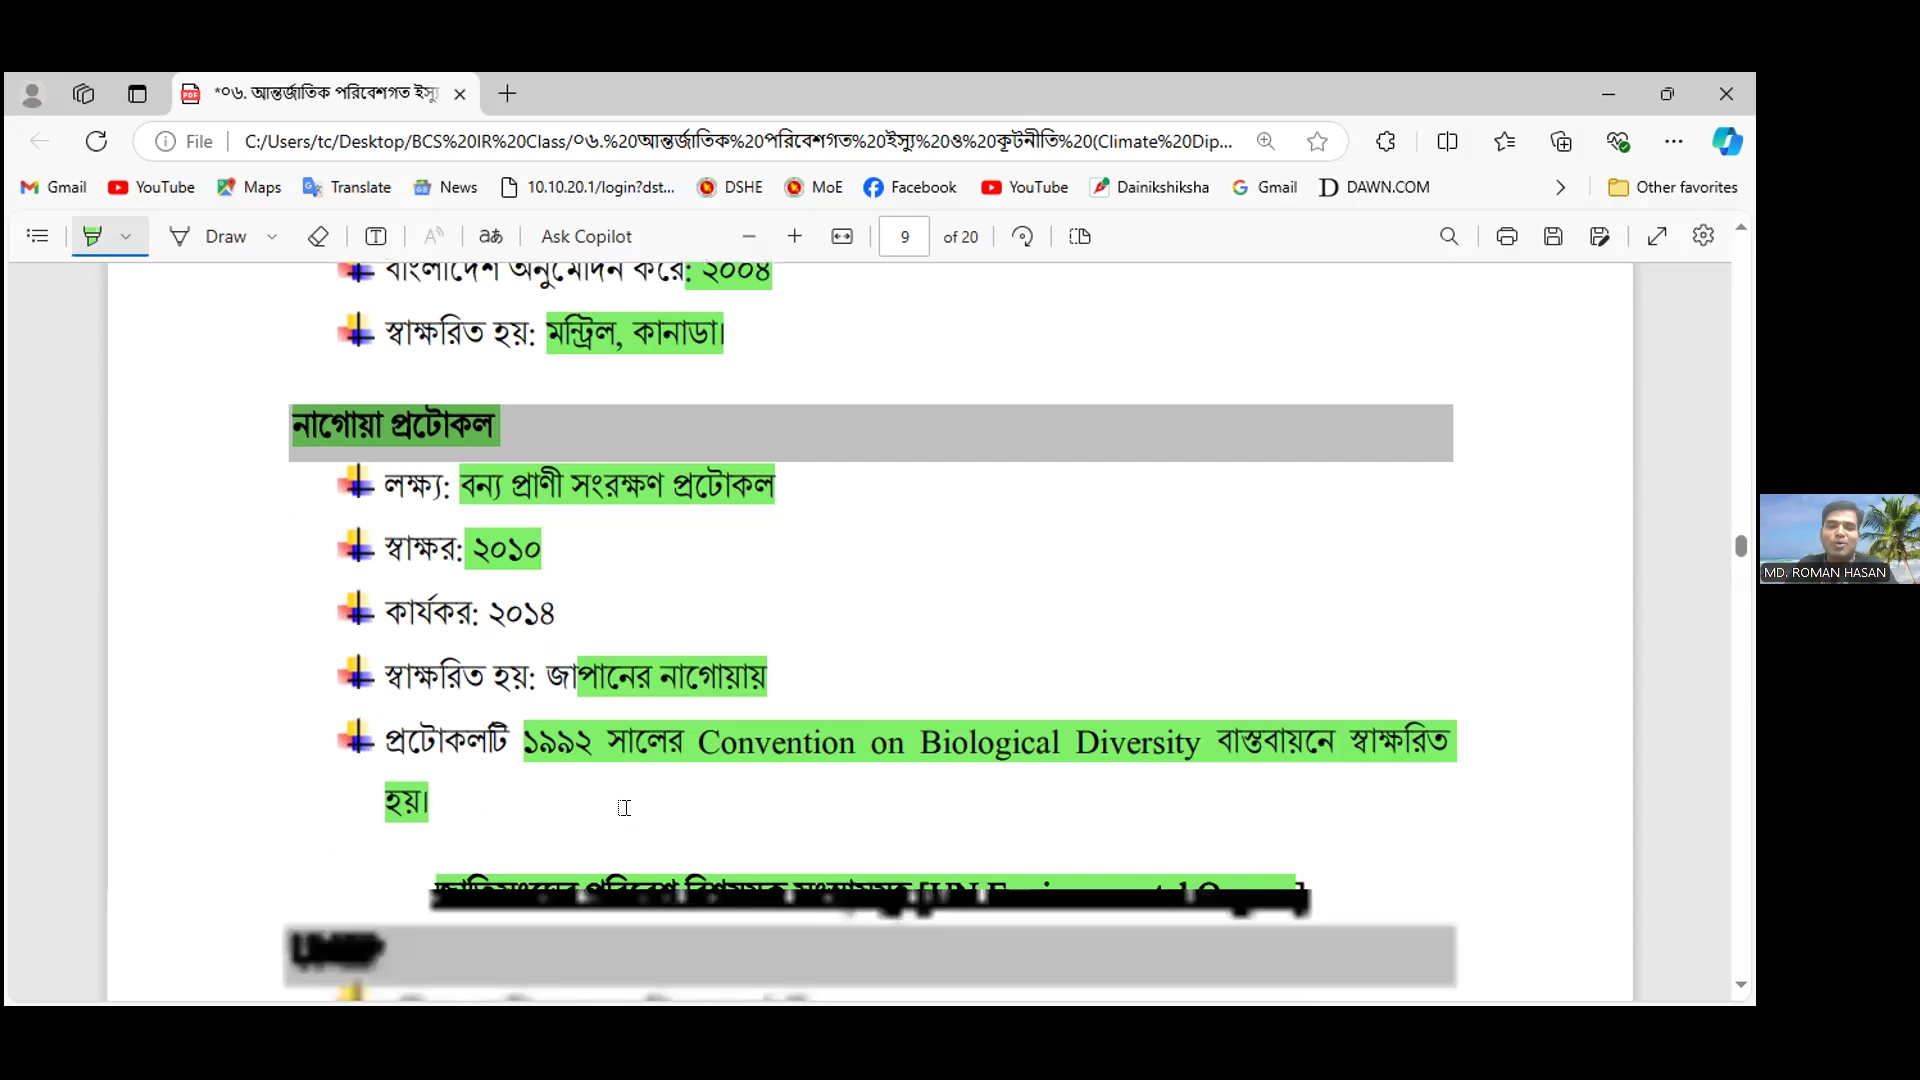 *০৬. আন্তর্জাতিক পরিবেশগত ইস্যু
File
C:/Users/tc/Desktop/BCS%20IR%20Class/০৬.%20আন্তর্জাতিক%20পরিবেশগত%20ইস্যু%20ও%20কূটনীতি%20(Climate%20Dip...
Gmail YouTube Maps Translate News 10.10.20.1/login?dst... DSHE MoE Facebook YouTube Dainikshiksha Gmail DAWN.COM Other favorites
Draw Ask Copilot 9 of 20
বাংলাদেশ অনুমোদন করে: ২০০৪
স্বাক্ষরিত হয়: মন্ট্রিল, কানাডা।
নাগোয়া প্রটোকল
লক্ষ্য: বন্য প্রাণী সংরক্ষণ প্রটোকল
স্বাক্ষর: ২০১০
কার্যকর: ২০১৪
স্বাক্ষরিত হয়: জাপানের নাগোয়ায়
প্রটোকলটি ১৯৯২ সালের Convention on Biological Diversity বাস্তবায়নে স্বাক্ষরিত
হয়।
MD. ROMAN HASAN